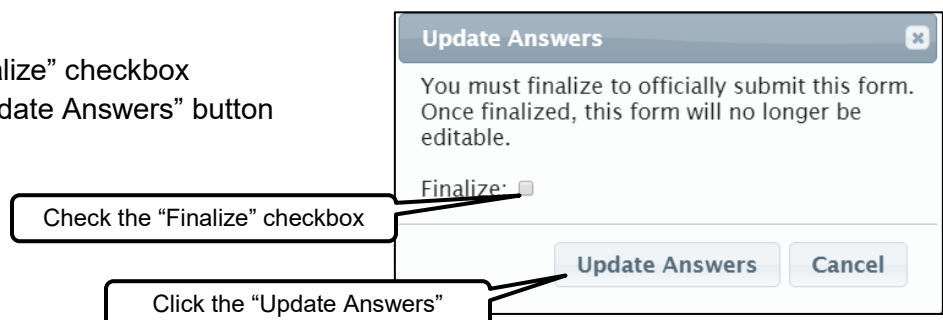 Update Answers
alize” checkbox
date Answers” button
You must finalize to officially submit this form.
Once finalized, this form will no longer be
editable.
Finalize:
Check the “Finalize” checkbox
Update Answers
Cancel
Click the “Update Answers”